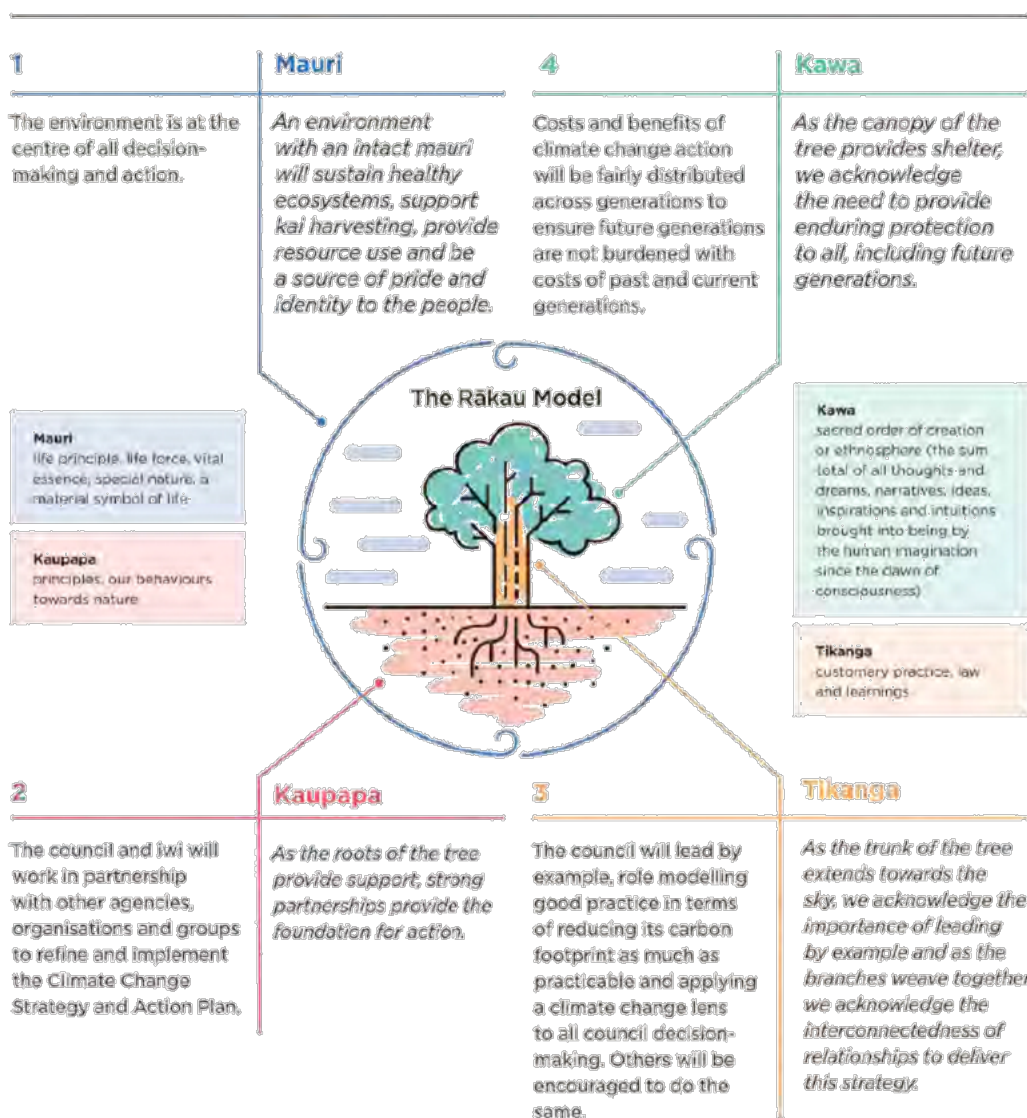 1
Mauri
The environment is at the
centre of all decision-
making and action.
An environment
with an intact mauri
will sustain healthy
ecosystems, support
kai harvesting, provide
resource use and be
a source of pride and
identity to the people.
4
Kawa
Costs and benefits of
climate change action
will be fairly distributed
across generations to
ensure future generations
are not burdened with
costs of past and current
generations.
As the canopy of the
tree provides shelter,
we acknowledge
the need to provide
enduring protection
to all, including future
generations.
The Rākau Model
Mauri
life principle, life force, vital
essence, special nature, a
material symbol of life
Kaupapa
principles, our behaviours
towards nature
Kawa
sacred order of creation
or ethnosphere (the sum
total of all thoughts and
dreams, narratives, ideas,
inspirations and intuitions
brought into being by
the human imagination
since the dawn of
consciousness)
Tikanga
customary practice, law
and learnings
2
Kaupapa
The council and iwi will
work in partnership
with other agencies,
organisations and groups
to refine and implement
the Climate Change
Strategy and Action Plan.
As the roots of the tree
provide support, strong
partnerships provide the
foundation for action.
3
Tikanga
The council will lead by
example, role modelling
good practice in terms
of reducing its carbon
footprint as much as
practicable and applying
a climate change lens
to all council decision-
making. Others will be
encouraged to do the
same.
As the trunk of the tree
extends towards the
sky, we acknowledge the
importance of leading
by example and as the
branches weave together
we acknowledge the
interconnectedness of
relationships to deliver
this strategy.